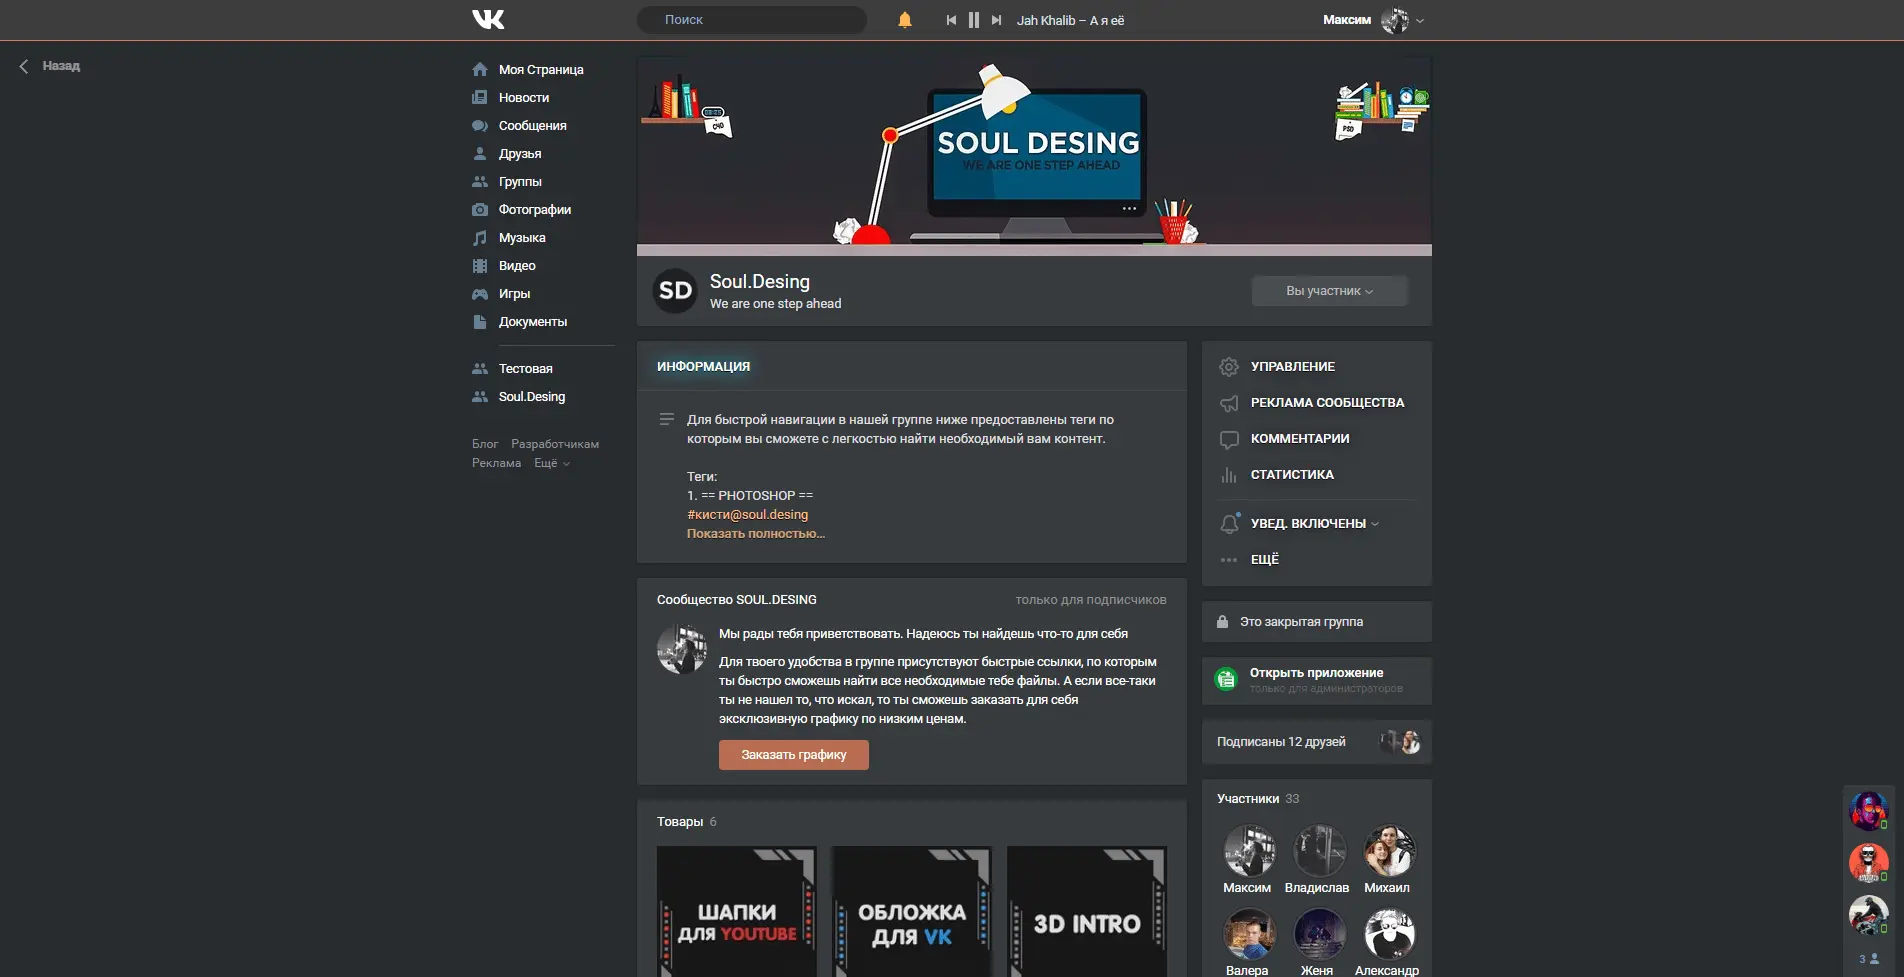 Поиск
Jah Khalib – А я её
Максим
Назад
Моя Страница
Новости
Сообщения
Друзья
Группы
Фотографии
Музыка
Видео
Игры
Документы
Тестовая
Soul.Desing
Блог Разработчикам
Реклама Ещё
SOUL DESING
WE ARE ONE STEP AHEAD
PSD
SD
Soul.Desing
We are one step ahead
Вы участник
ИНФОРМАЦИЯ
Для быстрой навигации в нашей группе ниже предоставлены теги по
которым вы сможете с легкостью найти необходимый вам контент.
Теги:
1. == PHOTOSHOP ==
#кисти@soul.desing
Показать полностью...
Сообщество SOUL.DESING
только для подписчиков
Мы рады тебя приветствовать. Надеюсь ты найдешь что-то для себя
Для твоего удобства в группе присутствуют быстрые ссылки, по которым
ты быстро сможешь найти все необходимые тебе файлы. А если все-таки
ты не нашел то, что искал, то ты сможешь заказать для себя
эксклюзивную графику по низким ценам.
Заказать графику
Товары 6
ШАПКИ
ДЛЯ YOUTUBE
ОБЛОЖКА
ДЛЯ VK
3D INTRO
УПРАВЛЕНИЕ
РЕКЛАМА СООБЩЕСТВА
КОММЕНТАРИИ
СТАТИСТИКА
УВЕД. ВКЛЮЧЕНЫ
ЕЩЁ
Это закрытая группа
Открыть приложение
только для администраторов
Подписаны 12 друзей
Участники 33
Максим Владислав Михаил
Валера Женя Александр
3